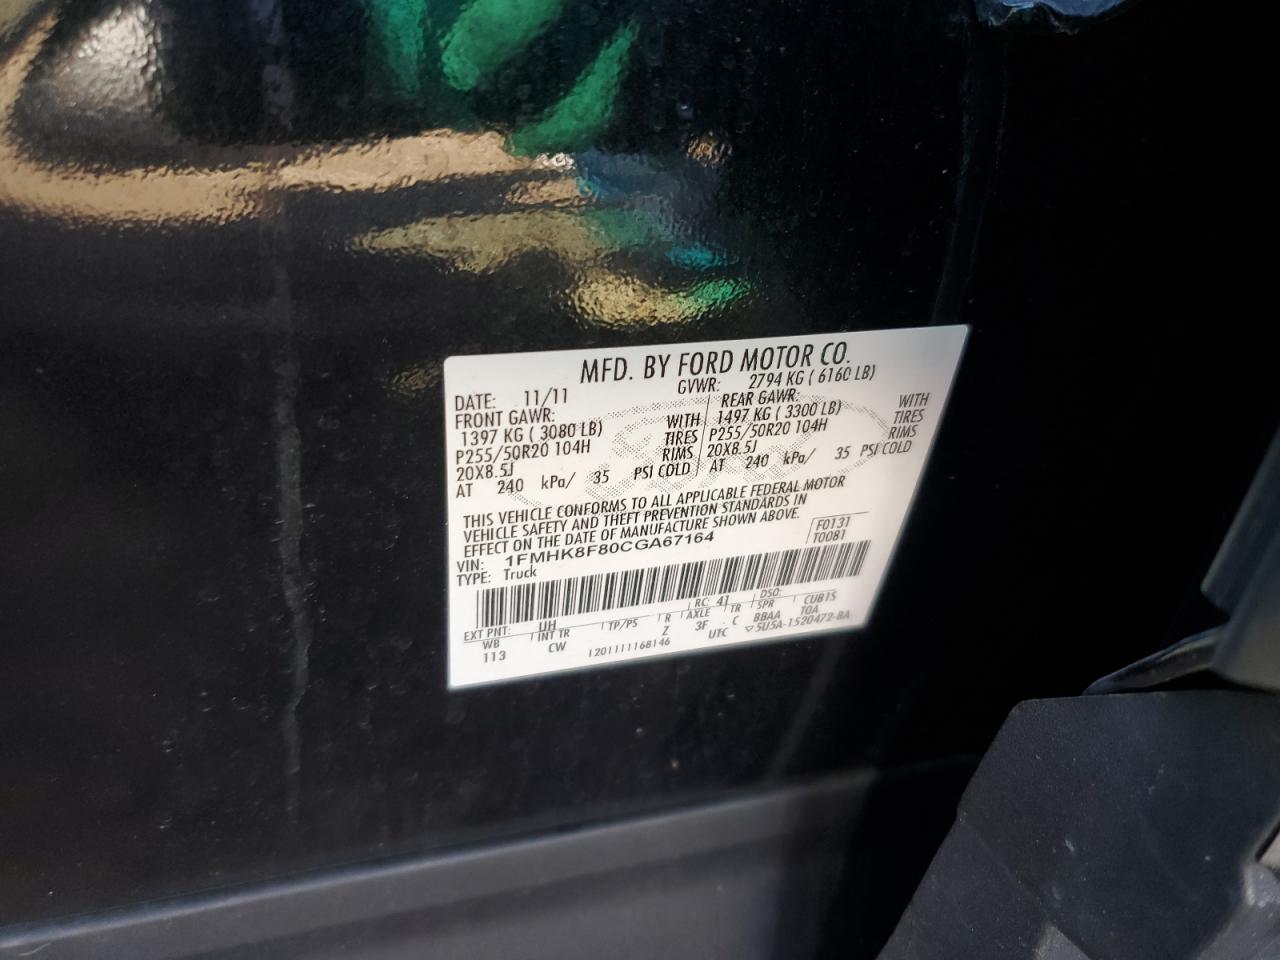 MFD. BY FORD MOTOR CO.
DATE: 11/11 GVWR: 2794 KG ( 6160 LB)
FRONT GAWR: REAR GAWR:
1397 KG ( 3080 LB) WITH 1497 KG ( 3300 LB) WITH
P255/50R20 104H TIRES P255/50R20 104H TIRES
20X8.5J RIMS 20X8.5J RIMS
AT 240 kPa/ 35 PSI COLD AT 240 kPa/ 35 PSI COLD
THIS VEHICLE CONFORMS TO ALL APPLICABLE FEDERAL MOTOR
VEHICLE SAFETY AND THEFT PREVENTION STANDARDS IN
EFFECT ON THE DATE OF MANUFACTURE SHOWN ABOVE.
VIN: 1FMHK8F80CGA67164 F0131
TYPE: Truck T0081
EXT PNT: UH RC: 41 DSO:
WB INT TR TP/PS R AXLE TR SPR CUB15
113 CW Z 3F C BBAA TOA
1201111168146 UTC ▽5U5A-1520472-BA